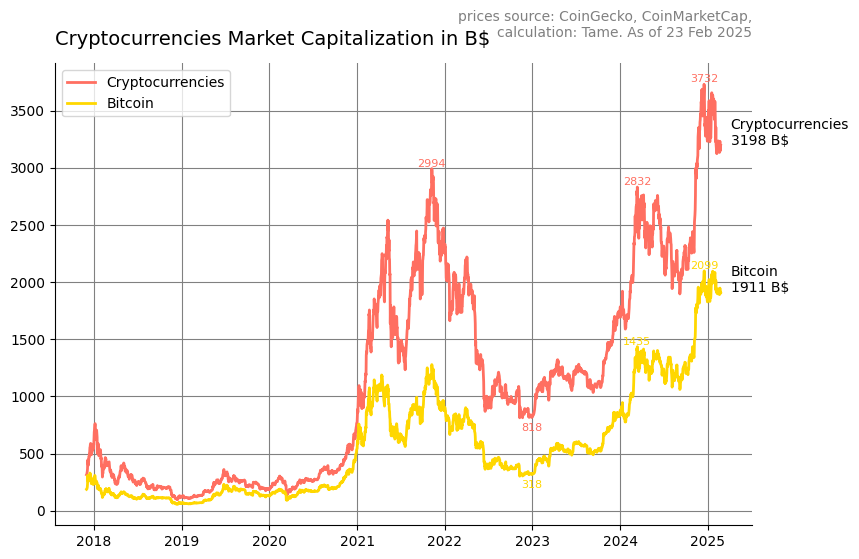 prices source: CoinGecko, CoinMarketCap,
calculation: Tame. As of 23 Feb 2025
Cryptocurrencies Market Capitalization in B$
Cryptocurrencies
Bitcoin
3732
2994
2832
2099
1435
818
318
Cryptocurrencies
3198 B$
Bitcoin
1911 B$
3500
3000
2500
2000
1500
1000
500
0
2018 2019 2020 2021 2022 2023 2024 2025